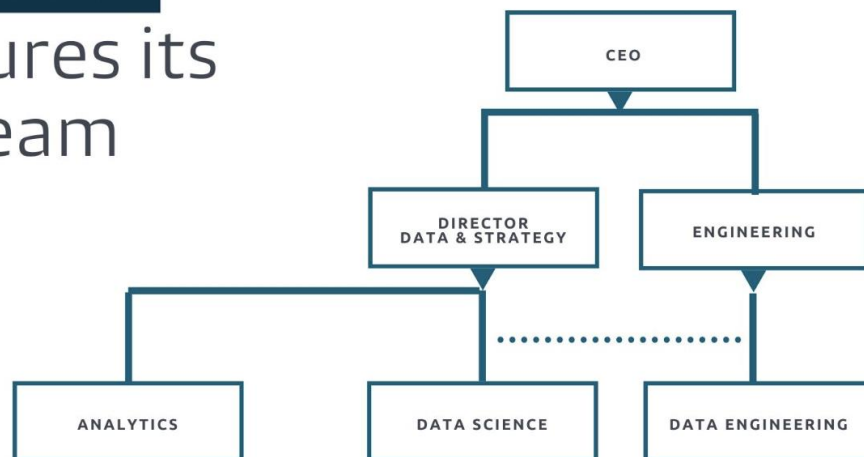 ures its
eam
CEO
DIRECTOR
DATA & STRATEGY
ENGINEERING
ANALYTICS
DATA SCIENCE
DATA ENGINEERING